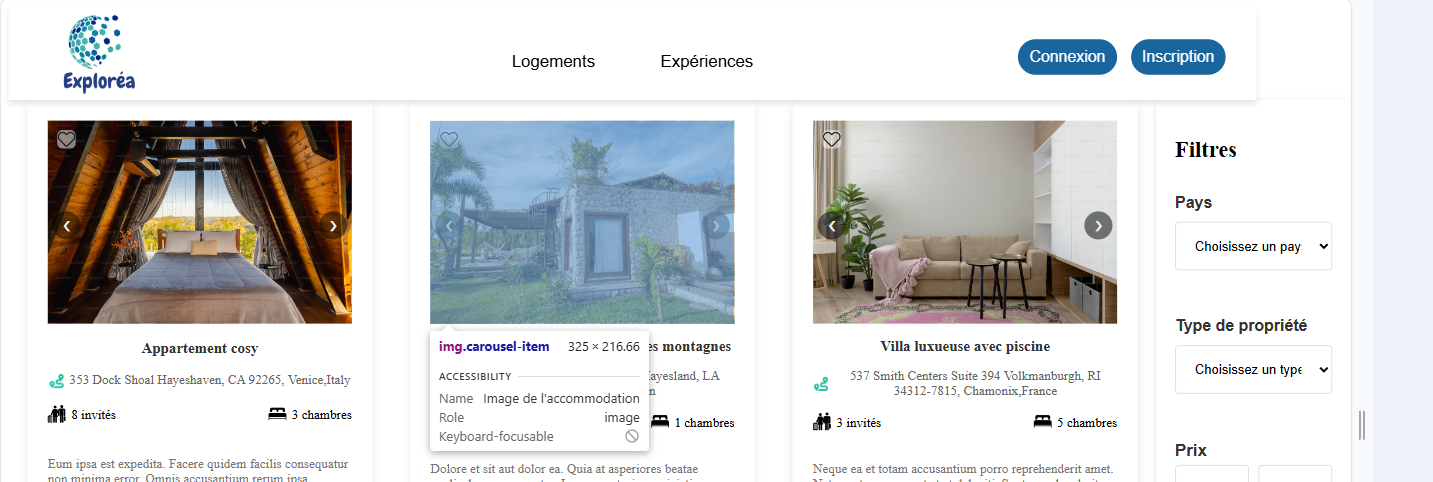 Exploréa
Logements
Expériences
Connexion
Inscription
Appartement cosy
353 Dock Shoal Hayeshaven, CA 92265, Venice,Italy
8 invités
3 chambres
Eum ipsa est expedita. Facere quidem facilis consequatur
non minima error. Omnis accusantium rerum ipsa
img.carousel-item 325 × 216.66
ACCESSIBILITY
Name Image de l'accommodation
Role image
Keyboard-focusable
es montagnes
ayesland, LA
n
1 chambres
Dolore et sit aut dolor ea. Quia at asperiores beatae
Villa luxueuse avec piscine
537 Smith Centers Suite 394 Volkmanburgh, RI
34312-7815, Chamonix,France
3 invités
5 chambres
Neque ea et totam accusantium porro reprehenderit amet.
Filtres
Pays
Choisissez un pay
Type de propriété
Choisissez un type
Prix